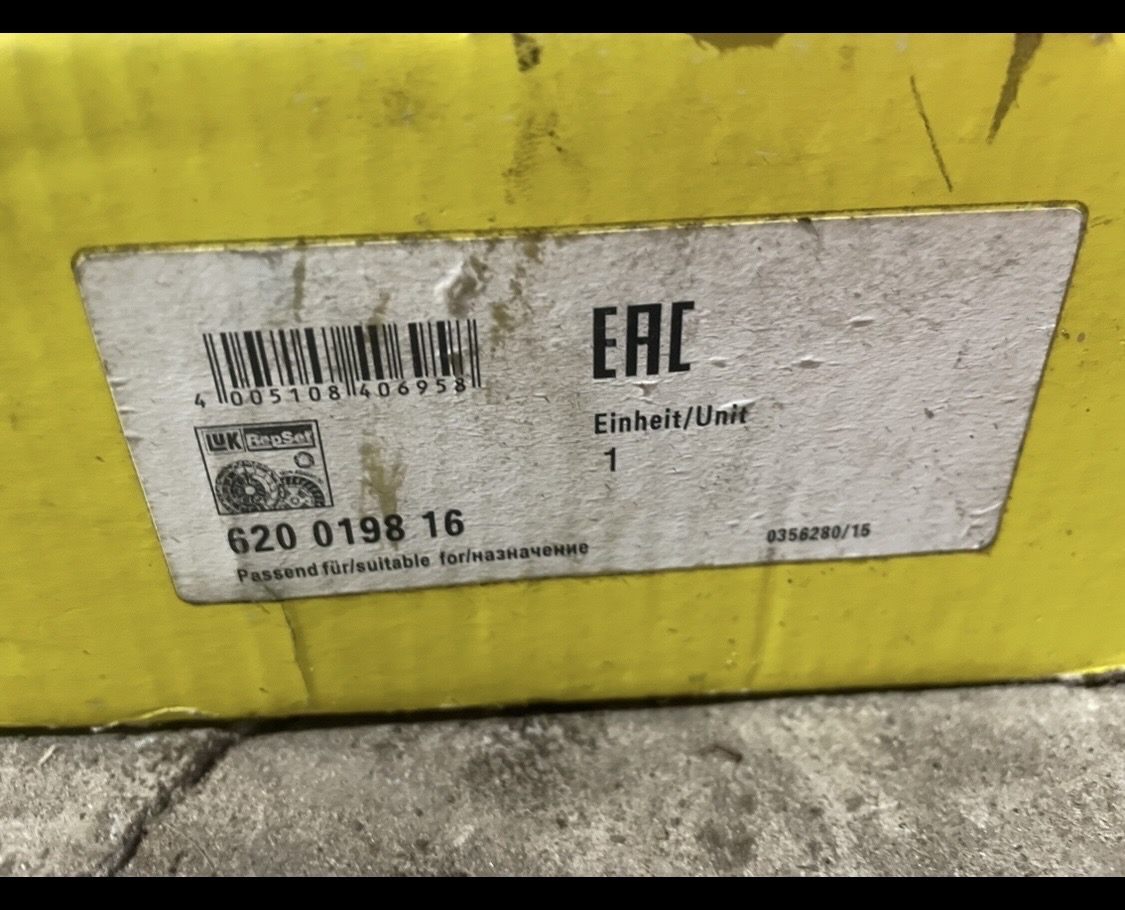 EAC
4 005108 406958
Einheit/Unit
1
LuK RepSet
620 0198 16
Passend für/suitable for/назначение
0356280/15